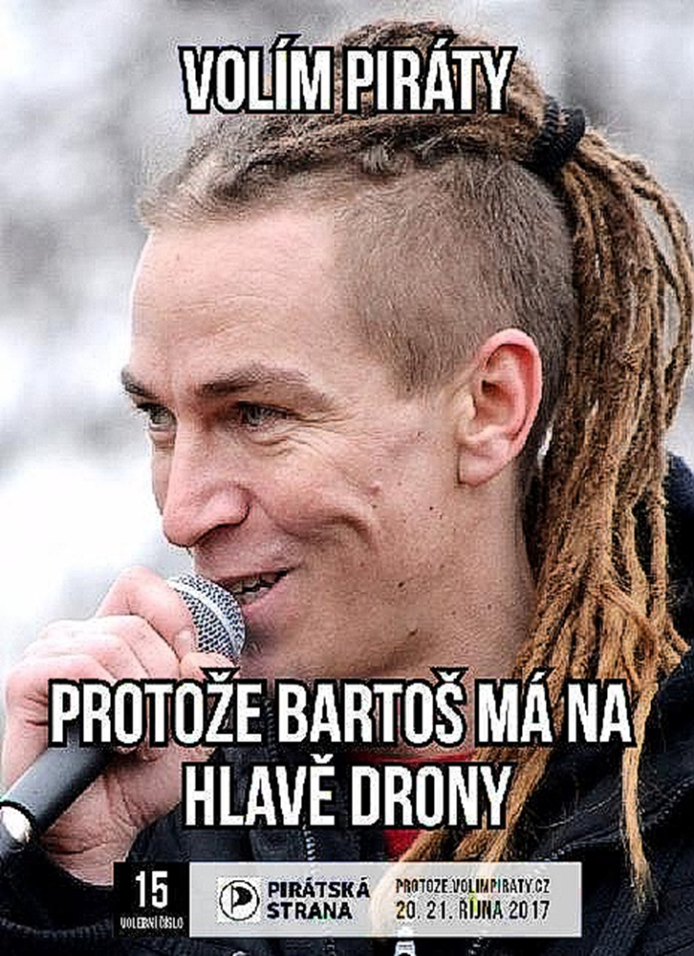 VOLÍM PIRÁTY
PROTOŽE BARTOŠ MÁ NA
HLAVĚ DRONY
15
VOLEBNÍ ČÍSLO
PIRÁTSKÁ
STRANA
PROTOZE.VOLIMPIRATY.CZ
20. 21. ŘÍJNA 2017